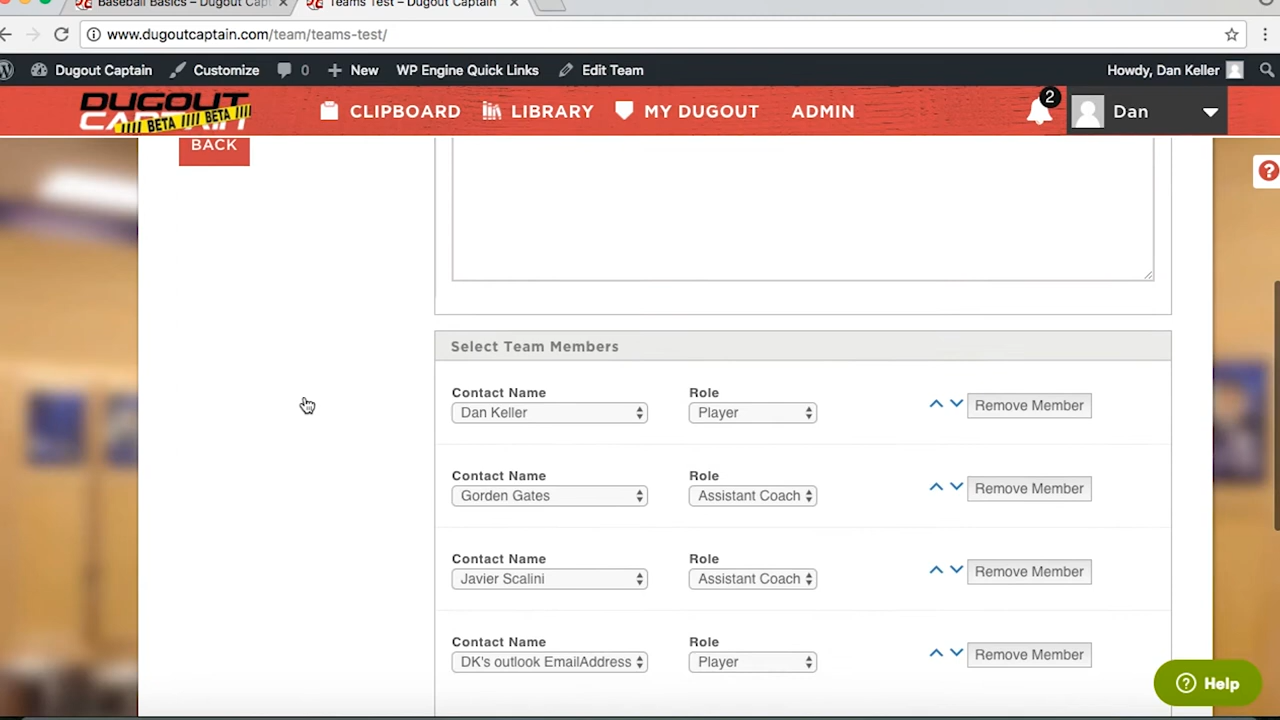 Baseball Basics – Dugout Capt
Teams Test – Dugout Captain
www.dugoutcaptain.com/team/teams-test/
Dugout Captain Customize 0 New WP Engine Quick Links Edit Team Howdy, Dan Keller
DUGOUT CAPTAIN
BETA //// BETA //// BETA
CLIPBOARD LIBRARY MY DUGOUT ADMIN 2 Dan
BACK
?
Select Team Members
Contact Name Role
Dan Keller Player Remove Member
Contact Name Role
Gorden Gates Assistant Coach Remove Member
Contact Name Role
Javier Scalini Assistant Coach Remove Member
Contact Name Role
DK's outlook EmailAddress Player Remove Member
? Help